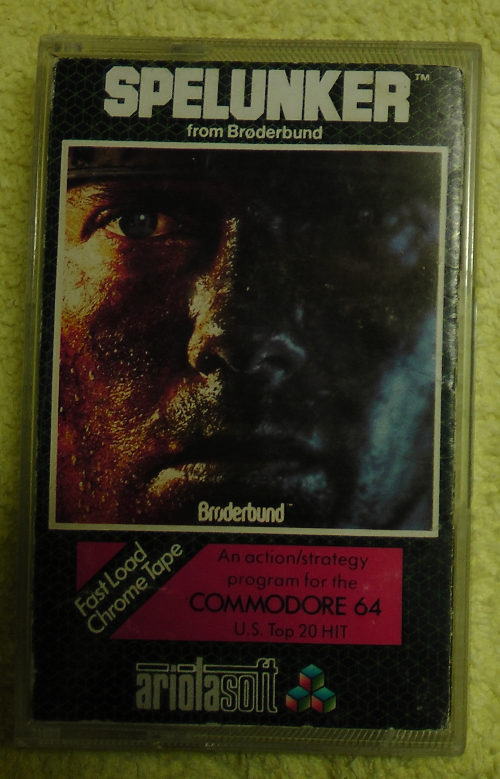 SPELUNKER™
from Brøderbund
Brøderbund™
Fast Load
Chrome Tape
An action/strategy
program for the
COMMODORE 64
U.S. Top 20 HIT
ariolasoft